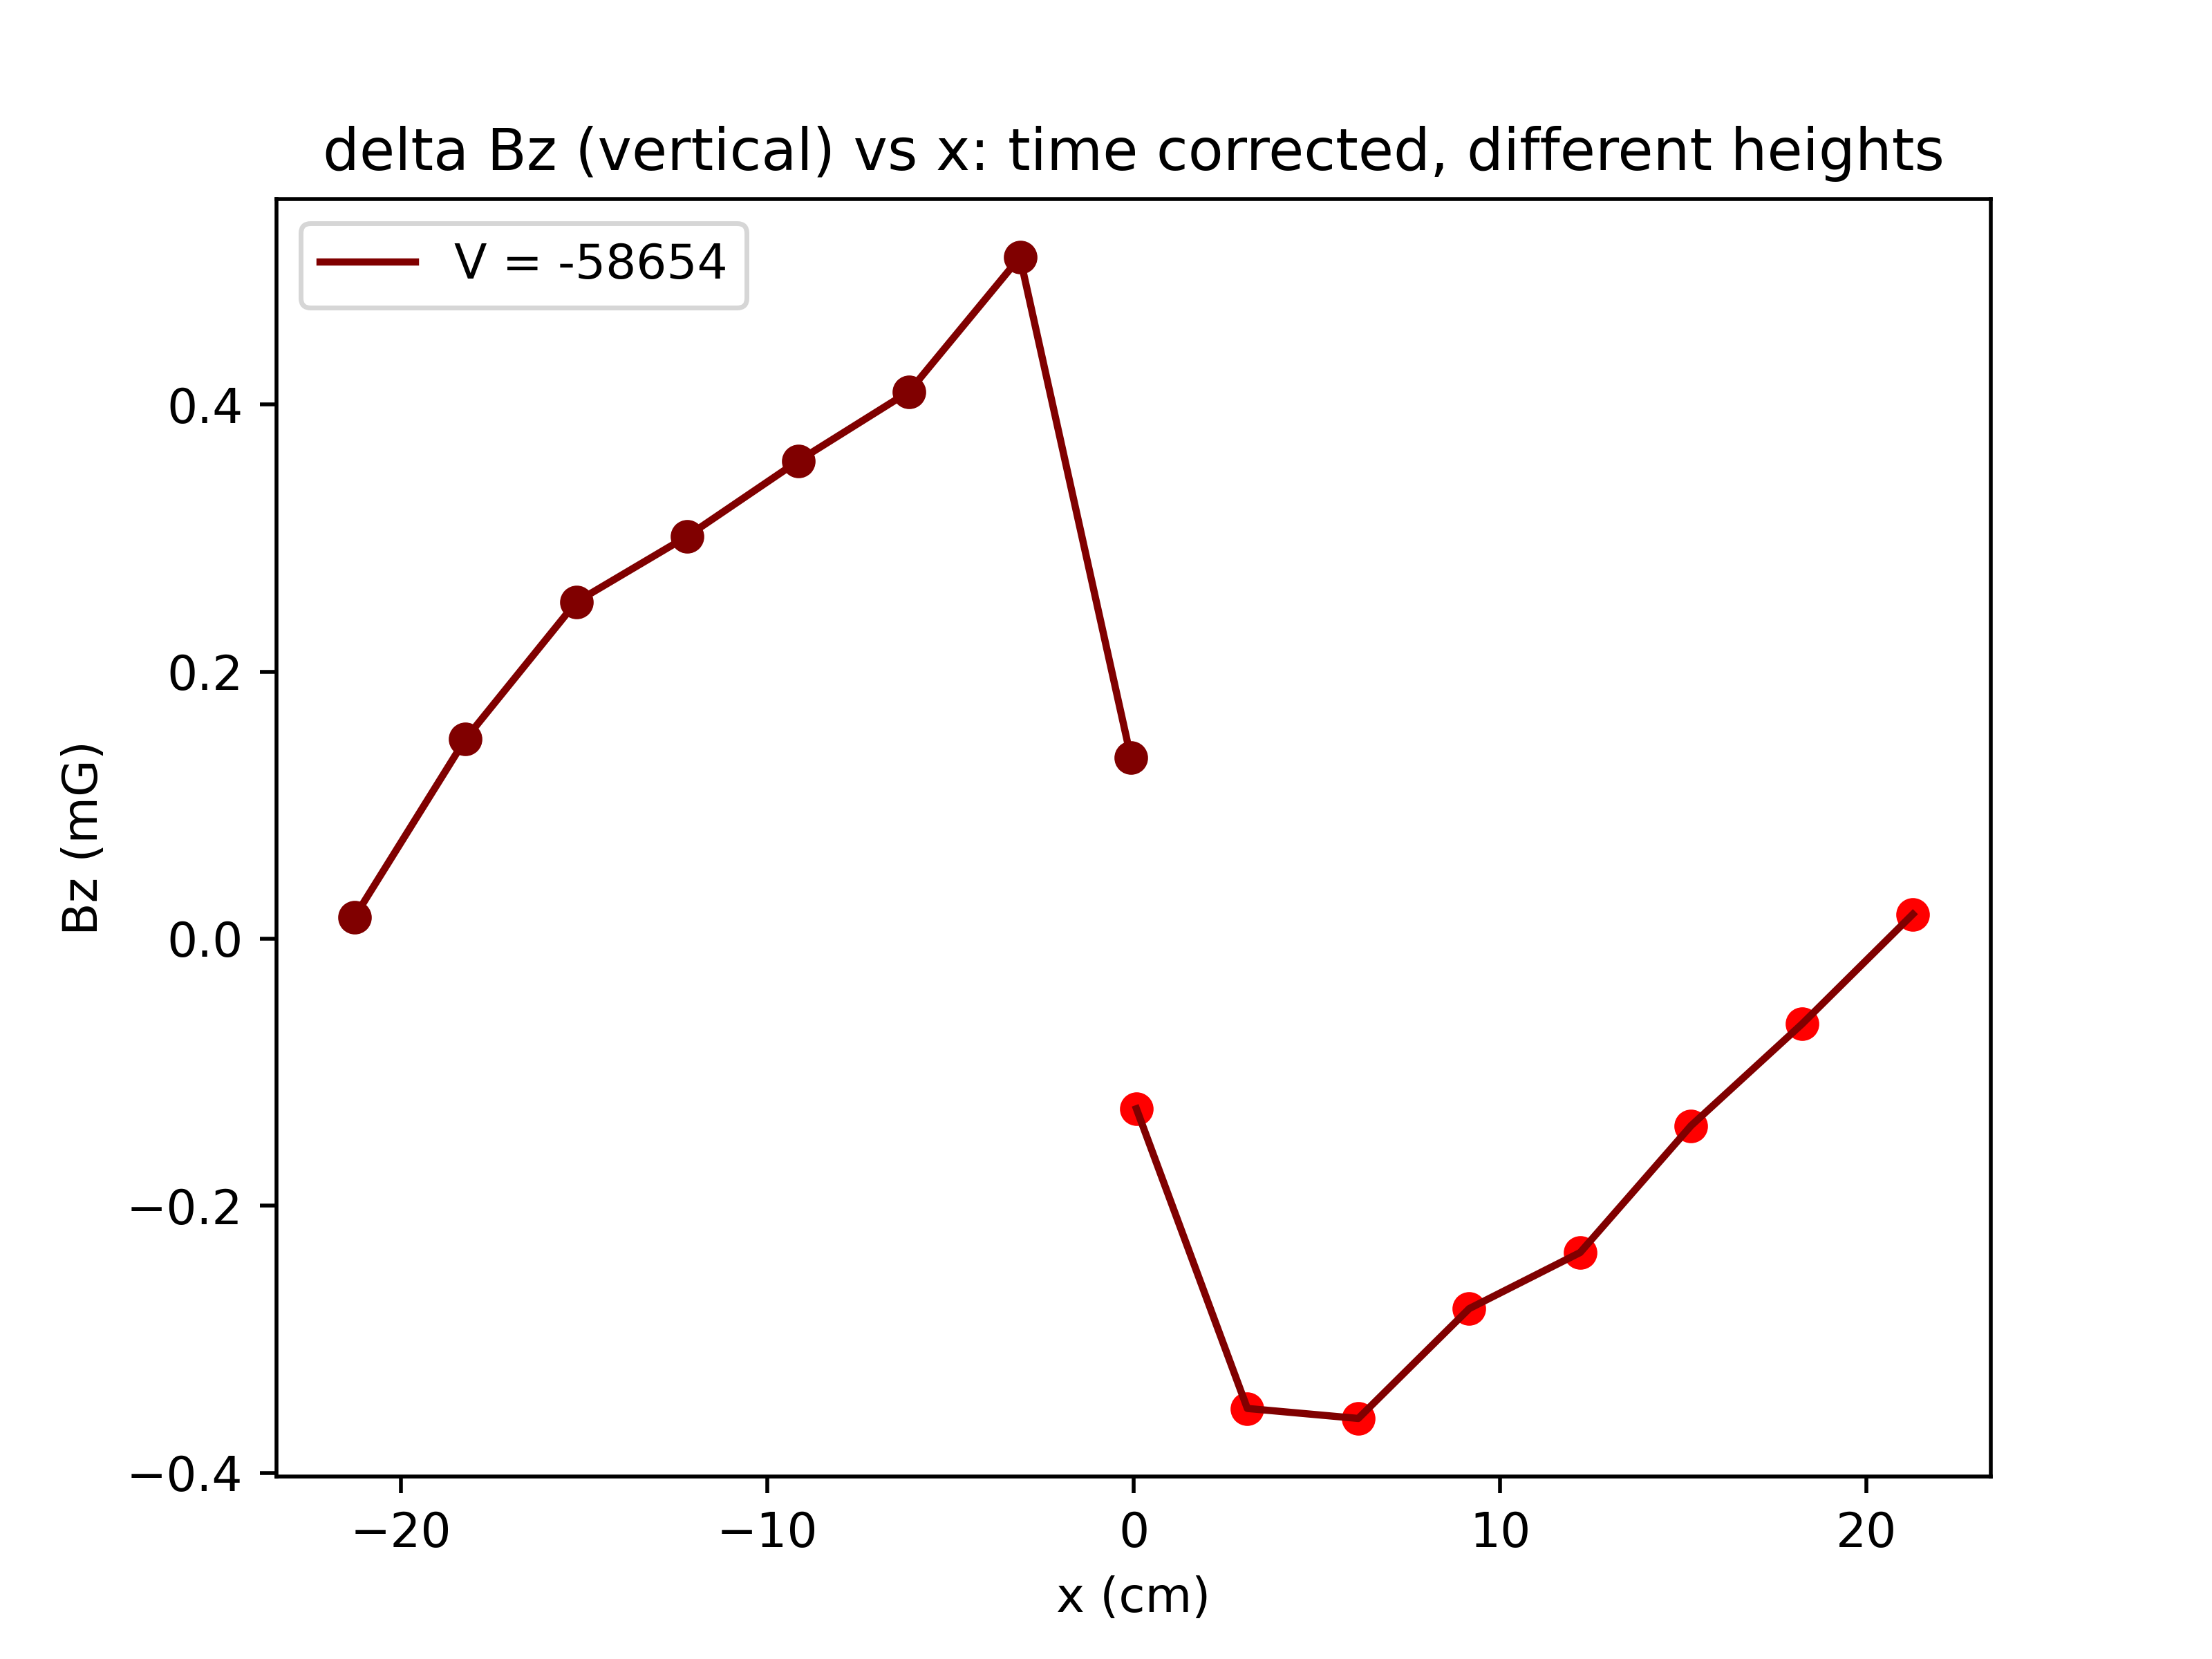 delta Bz (vertical) vs x: time corrected, different heights
V = -58654
0.4
0.2
0.0
−0.2
−0.4
Bz (mG)
−20 −10 0 10 20
x (cm)